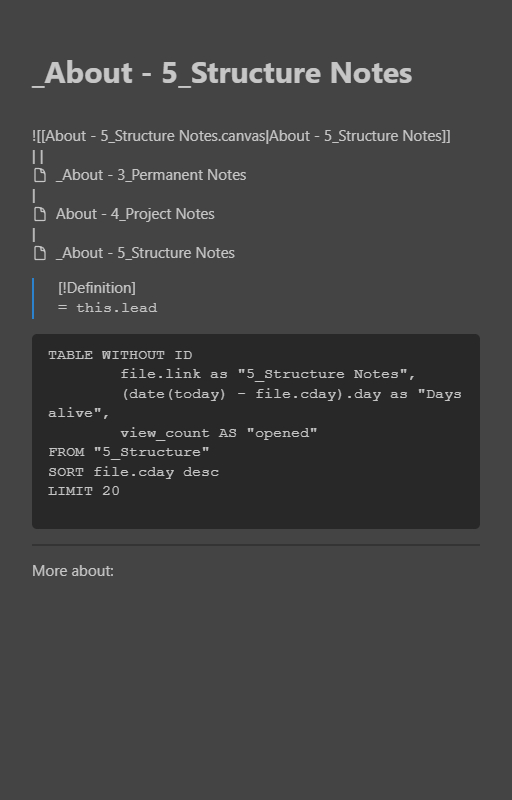 _About - 5_Structure Notes
![[About - 5_Structure Notes.canvas|About - 5_Structure Notes]]
| |
_About - 3_Permanent Notes
|
About - 4_Project Notes
|
_About - 5_Structure Notes
[!Definition]
= this.lead
TABLE WITHOUT ID
file.link as "5_Structure Notes",
(date(today) - file.cday).day as "Days
alive",
view_count AS "opened"
FROM "5_Structure"
SORT file.cday desc
LIMIT 20
More about: